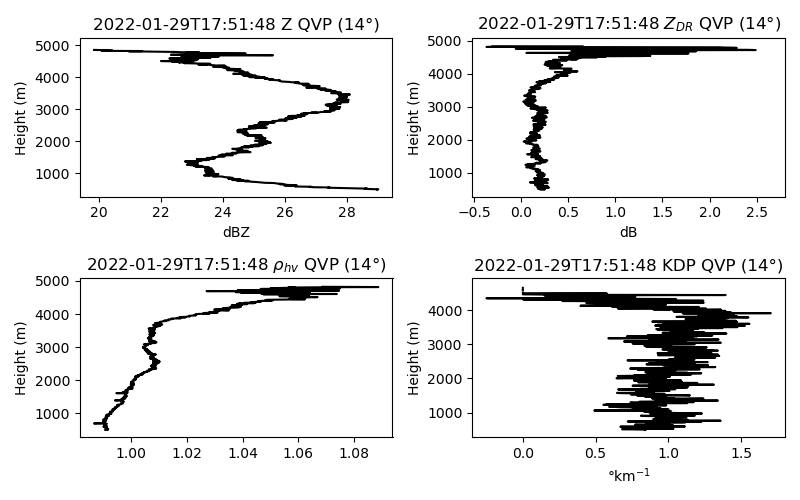 2022-01-29T17:51:48 Z QVP (14°)
5000
4000
3000
2000
1000
Height (m)
20 22 24 26 28
dBZ
2022-01-29T17:51:48 Z_DR QVP (14°)
5000
4000
3000
2000
1000
Height (m)
−0.5 0.0 0.5 1.0 1.5 2.0 2.5
dB
2022-01-29T17:51:48 ρ_hv QVP (14°)
5000
4000
3000
2000
1000
Height (m)
1.00 1.02 1.04 1.06 1.08
2022-01-29T17:51:48 KDP QVP (14°)
4000
3000
2000
1000
Height (m)
0.0 0.5 1.0 1.5
°km⁻¹